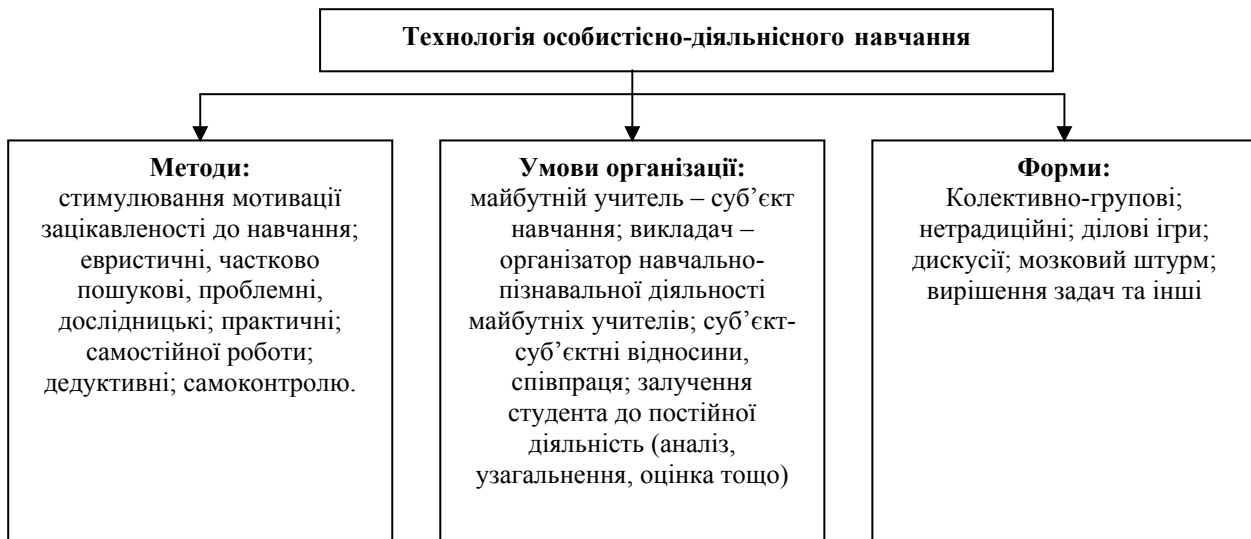 Технологія особистісно-діяльнісного навчання
Методи:
стимулювання мотивації
зацікавленості до навчання;
евристичні, частково
пошукові, проблемні,
дослідницькі; практичні;
самостійної роботи;
дедуктивні; самоконтролю.
Умови організації:
майбутній учитель – суб’єкт
навчання; викладач –
організатор навчально-
пізнавальної діяльності
майбутніх учителів; суб’єкт-
суб’єктні відносини,
співпраця; залучення
студента до постійної
діяльність (аналіз,
узагальнення, оцінка тощо)
Форми:
Колективно-групові;
нетрадиційні; ділові ігри;
дискусії; мозковий штурм;
вирішення задач та інші